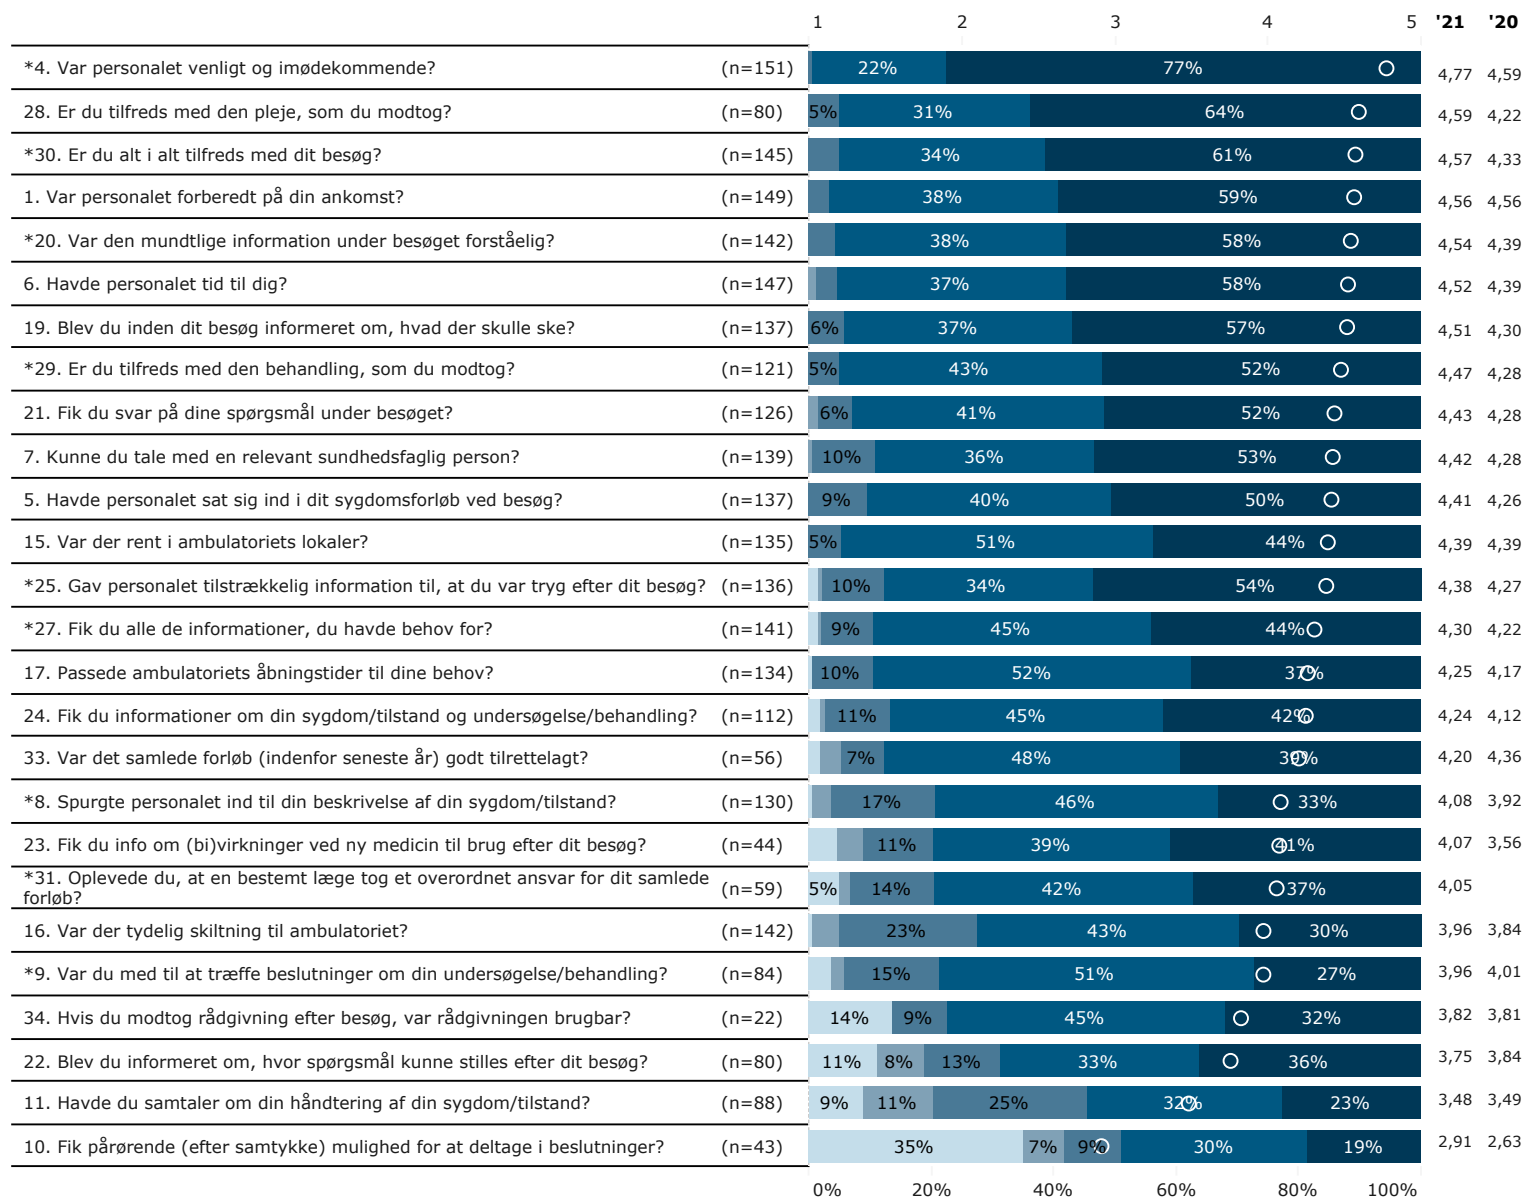 1 2 3 4 5 '21 '20
*4. Var personalet venligt og imødekommende? (n=151) 22% 77% 4,77 4,59
28. Er du tilfreds med den pleje, som du modtog? (n=80) 5% 31% 64% 4,59 4,22
*30. Er du alt i alt tilfreds med dit besøg? (n=145) 34% 61% 4,57 4,33
1. Var personalet forberedt på din ankomst? (n=149) 38% 59% 4,56 4,56
*20. Var den mundtlige information under besøget forståelig? (n=142) 38% 58% 4,54 4,39
6. Havde personalet tid til dig? (n=147) 37% 58% 4,52 4,39
19. Blev du inden dit besøg informeret om, hvad der skulle ske? (n=137) 6% 37% 57% 4,51 4,30
*29. Er du tilfreds med den behandling, som du modtog? (n=121) 5% 43% 52% 4,47 4,28
21. Fik du svar på dine spørgsmål under besøget? (n=126) 6% 41% 52% 4,43 4,28
7. Kunne du tale med en relevant sundhedsfaglig person? (n=139) 10% 36% 53% 4,42 4,28
5. Havde personalet sat sig ind i dit sygdomsforløb ved besøg? (n=137) 9% 40% 50% 4,41 4,26
15. Var der rent i ambulatoriets lokaler? (n=135) 5% 51% 44% 4,39 4,39
*25. Gav personalet tilstrækkelig information til, at du var tryg efter dit besøg? (n=136) 10% 34% 54% 4,38 4,27
*27. Fik du alle de informationer, du havde behov for? (n=141) 9% 45% 44% 4,30 4,22
17. Passede ambulatoriets åbningstider til dine behov? (n=134) 10% 52% 37% 4,25 4,17
24. Fik du informationer om din sygdom/tilstand og undersøgelse/behandling? (n=112) 11% 45% 42% 4,24 4,12
33. Var det samlede forløb (indenfor seneste år) godt tilrettelagt? (n=56) 7% 48% 39% 4,20 4,36
*8. Spurgte personalet ind til din beskrivelse af din sygdom/tilstand? (n=130) 17% 46% 33% 4,08 3,92
23. Fik du info om (bi)virkninger ved ny medicin til brug efter dit besøg? (n=44) 11% 39% 41% 4,07 3,56
*31. Oplevede du, at en bestemt læge tog et overordnet ansvar for dit samlede
forløb? (n=59) 5% 14% 42% 37% 4,05
16. Var der tydelig skiltning til ambulatoriet? (n=142) 23% 43% 30% 3,96 3,84
*9. Var du med til at træffe beslutninger om din undersøgelse/behandling? (n=84) 15% 51% 27% 3,96 4,01
34. Hvis du modtog rådgivning efter besøg, var rådgivningen brugbar? (n=22) 14% 9% 45% 32% 3,82 3,81
22. Blev du informeret om, hvor spørgsmål kunne stilles efter dit besøg? (n=80) 11% 8% 13% 33% 36% 3,75 3,84
11. Havde du samtaler om din håndtering af din sygdom/tilstand? (n=88) 9% 11% 25% 32% 23% 3,48 3,49
10. Fik pårørende (efter samtykke) mulighed for at deltage i beslutninger? (n=43) 35% 7% 9% 30% 19% 2,91 2,63
0% 20% 40% 60% 80% 100%